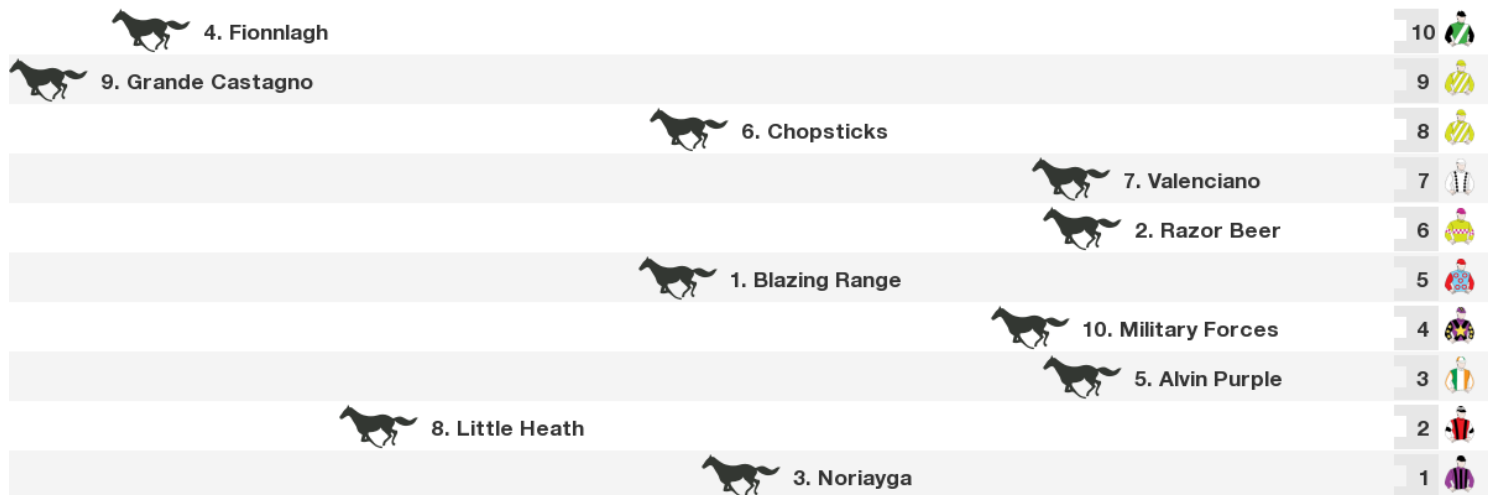 4. Fionnlagh 10
9. Grande Castagno 9
6. Chopsticks 8
7. Valenciano 7
2. Razor Beer 6
1. Blazing Range 5
10. Military Forces 4
5. Alvin Purple 3
8. Little Heath 2
3. Noriayga 1